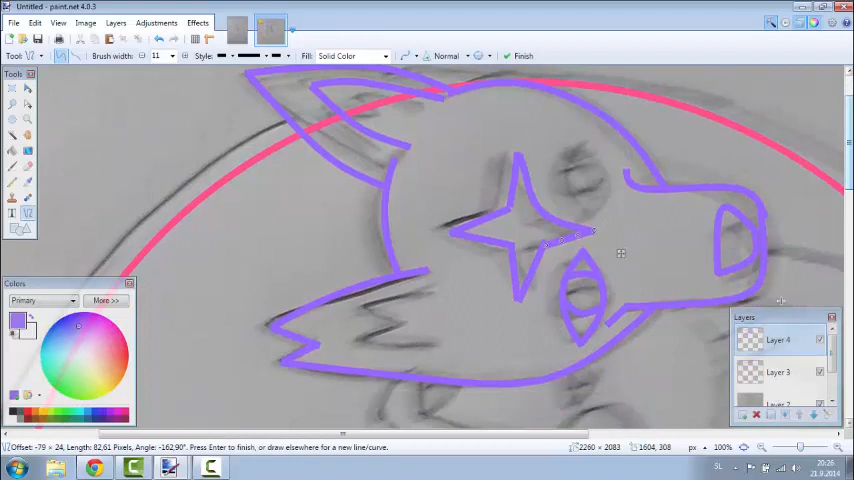 Untitled - paint.net 4.0.3
File Edit View Image Layers Adjustments Effects
Tool: Brush width: 11 Style: Fill: Solid Color Normal Finish
Tools
Colors
Primary More >>
Layers
Layer 4
Layer 3
Layer 2
Offset: -79 × 24, Length: 82,61 Pixels, Angle: -162,90°. Press Enter to finish, or draw elsewhere for a new line/curve.
2260 × 2083 1604, 308 px 100%
SL 20:26
21.9.2014